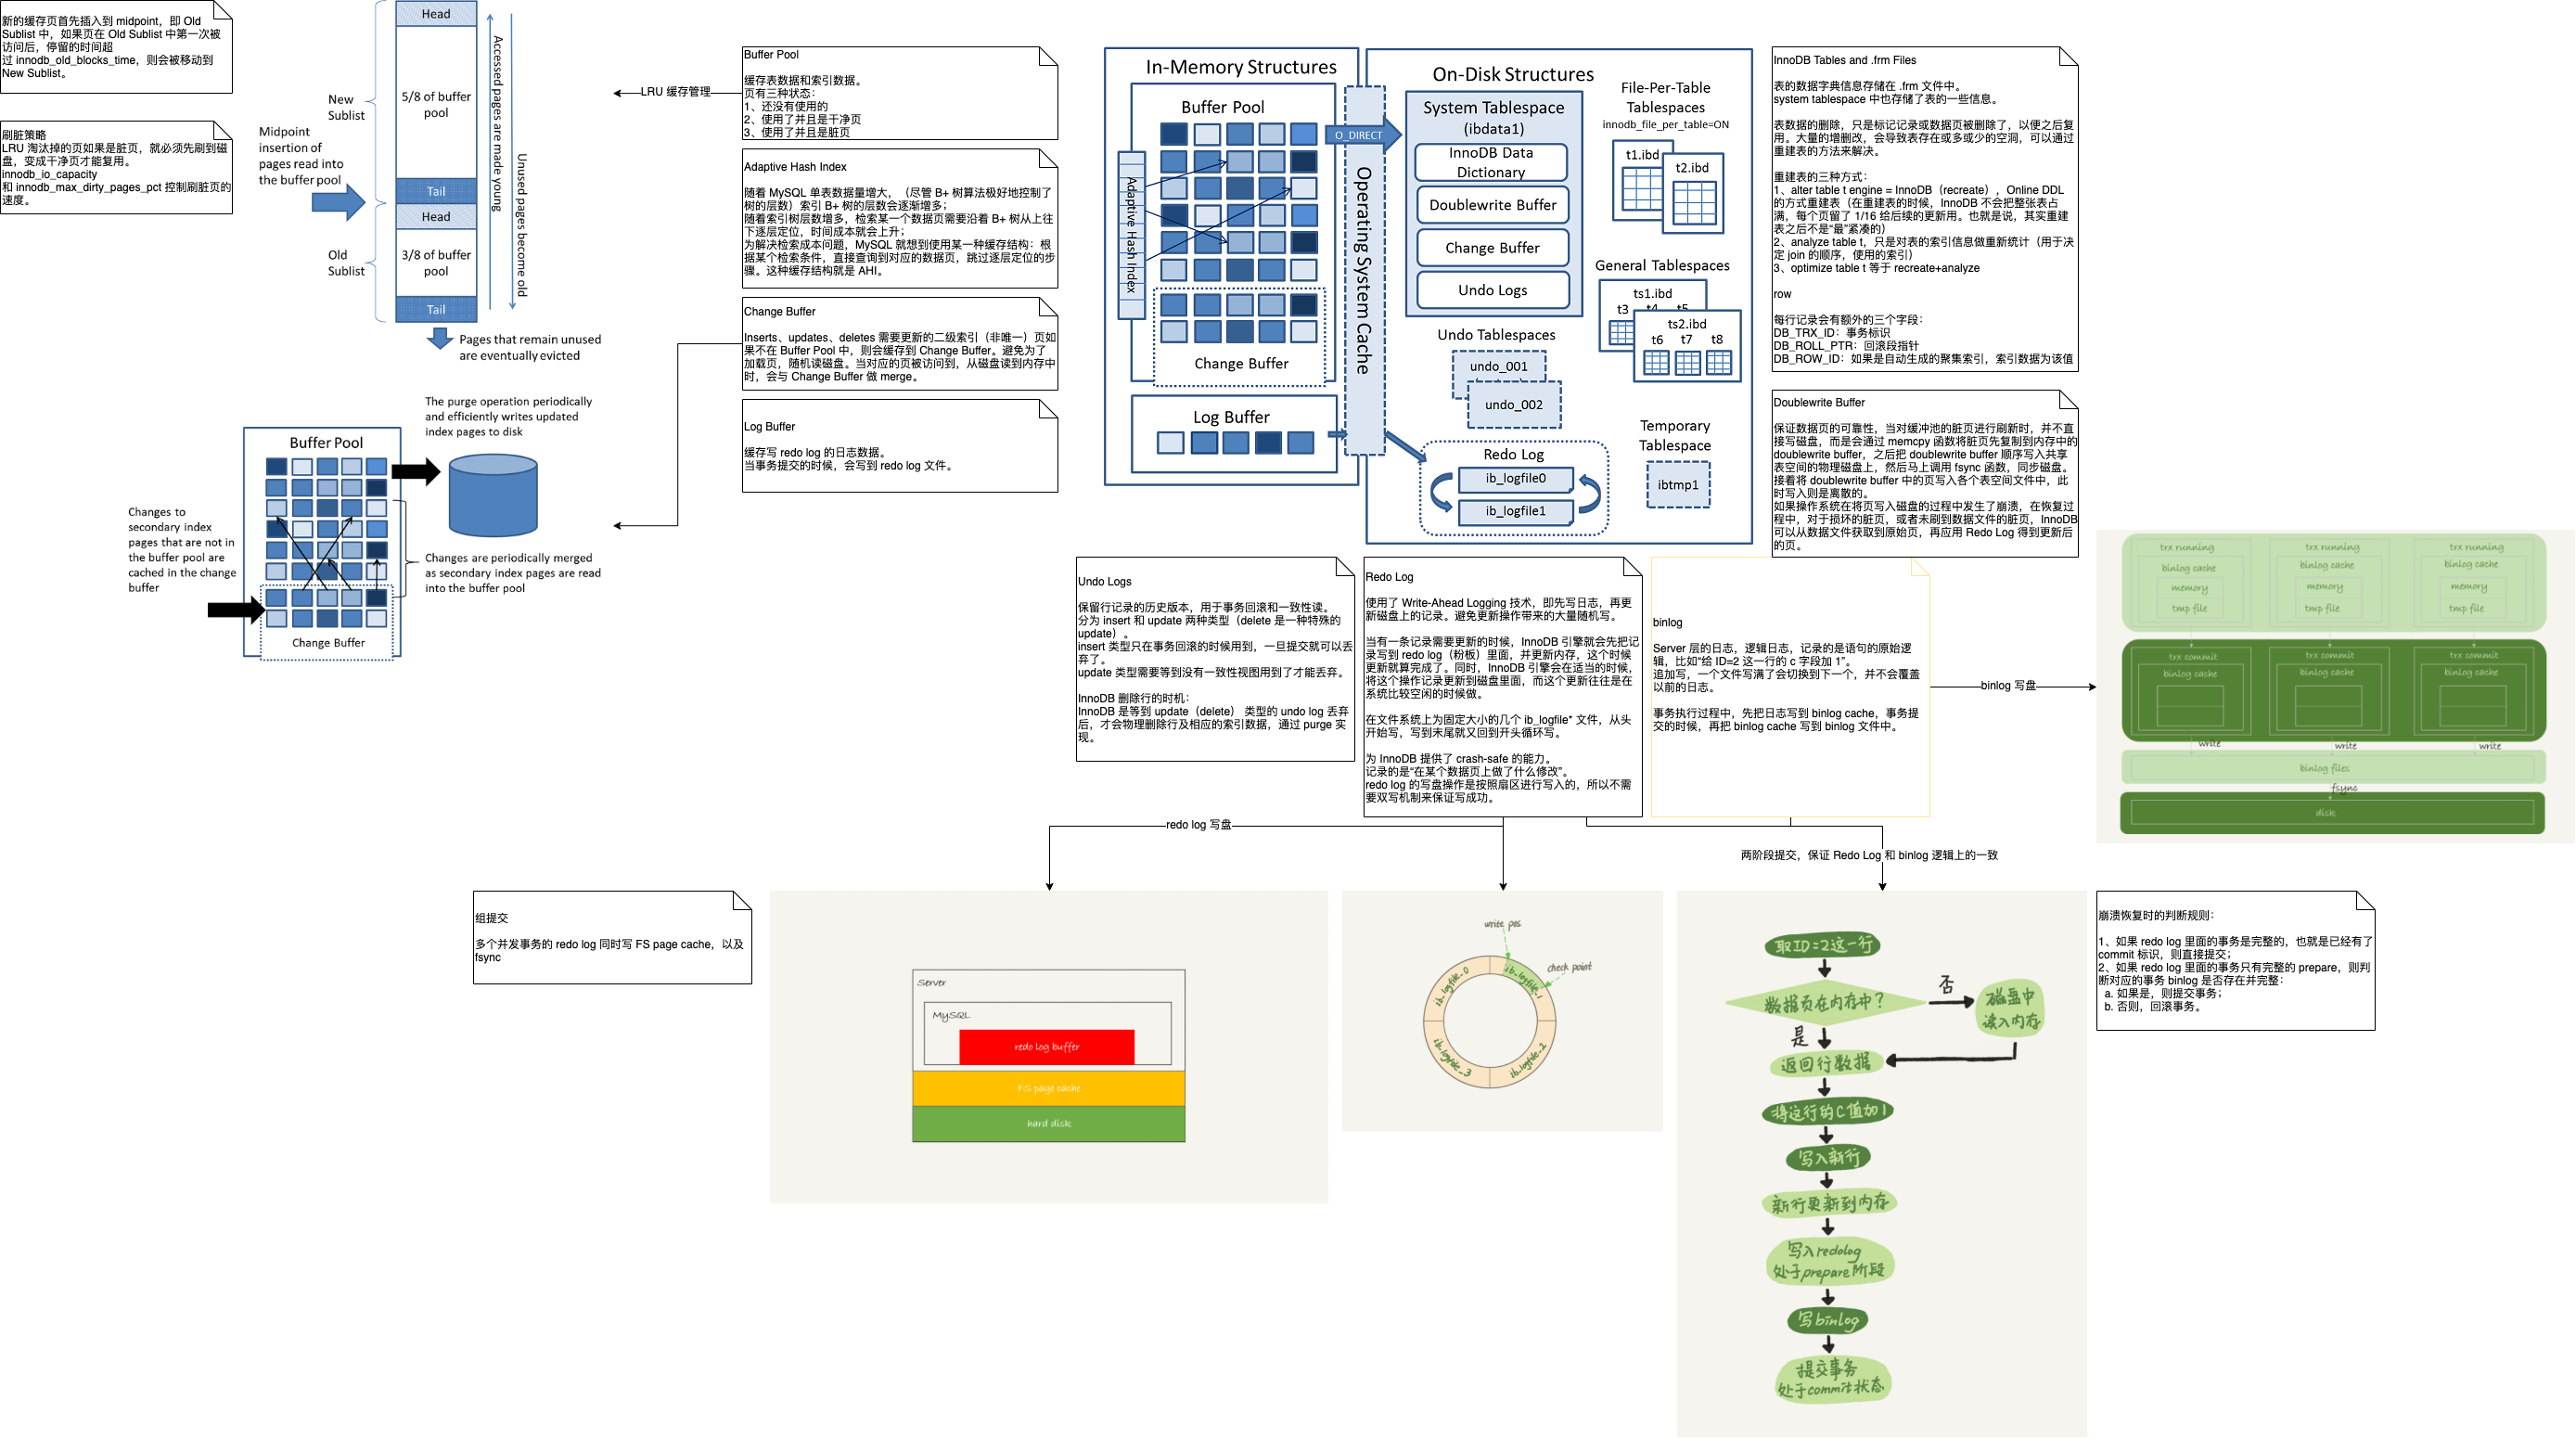 新的缓存页首先插入到 midpoint，即 Old
Sublist 中，如果页在 Old Sublist 中第一次被
访问后，停留的时间超
过 innodb_old_blocks_time，则会被移动到
New Sublist。
刷脏策略
LRU 淘汰掉的页如果是脏页，就必须先刷到磁
盘，变成干净页才能复用。
innodb_io_capacity
和 innodb_max_dirty_pages_pct 控制刷脏页的
速度。
Head
5/8 of buffer
pool
Tail
Head
3/8 of buffer
pool
Tail
New
Sublist
Old
Sublist
Midpoint
insertion of
pages read into
the buffer pool
Accessed pages are made young
Unused pages become old
Pages that remain unused
are eventually evicted
The purge operation periodically
and efficiently writes updated
index pages to disk
Buffer Pool
Changes to
secondary index
pages that are not in
the buffer pool are
cached in the change
buffer
Changes are periodically merged
as secondary index pages are read
into the buffer pool
Change Buffer
LRU 缓存管理
Buffer Pool
缓存表数据和索引数据。
页有三种状态：
1、还没有使用的
2、使用了并且是干净页
3、使用了并且是脏页
Adaptive Hash Index
随着 MySQL 单表数据量增大，（尽管 B+ 树算法极好地控制了
树的层数）索引 B+ 树的层数会逐渐增多；
随着索引树层数增多，检索某一个数据页需要沿着 B+ 树从上往
下逐层定位，时间成本就会上升；
为解决检索成本问题，MySQL 就想到使用某一种缓存结构：根
据某个检索条件，直接查询到对应的数据页，跳过逐层定位的步
骤。这种缓存结构就是 AHI。
Change Buffer
Inserts、updates、deletes 需要更新的二级索引（非唯一）页如
果不在 Buffer Pool 中，则会缓存到 Change Buffer。避免为了
加载页，随机读磁盘。当对应的页被访问到，从磁盘读到内存中
时，会与 Change Buffer 做 merge。
Log Buffer
缓存写 redo log 的日志数据。
当事务提交的时候，会写到 redo log 文件。
In-Memory Structures
Buffer Pool
Adaptive Hash Index
Change Buffer
Log Buffer
O_DIRECT
Operating System Cache
On-Disk Structures
System Tablespace
(ibdata1)
InnoDB Data
Dictionary
Doublewrite Buffer
Change Buffer
Undo Logs
Undo Tablespaces
undo_001
undo_002
Redo Log
ib_logfile0
ib_logfile1
File-Per-Table
Tablespaces
innodb_file_per_table=ON
t1.ibd
t2.ibd
General Tablespaces
ts1.ibd
t3 t4 t5
ts2.ibd
t6 t7 t8
Temporary
Tablespace
ibtmp1
InnoDB Tables and .frm Files
表的数据字典信息存储在 .frm 文件中。
system tablespace 中也存储了表的一些信息。
表数据的删除，只是标记记录或数据页被删除了，以便之后复
用。大量的增删改，会导致表存在或多或少的空洞，可以通过
重建表的方法来解决。
重建表的三种方式：
1、alter table t engine = InnoDB（recreate），Online DDL
的方式重建表（在重建表的时候，InnoDB 不会把整张表占
满，每个页留了 1/16 给后续的更新用。也就是说，其实重建
表之后不是“最”紧凑的）
2、analyze table t，只是对表的索引信息做重新统计（用于决
定 join 的顺序，使用的索引）
3、optimize table t 等于 recreate+analyze
row
每行记录会有额外的三个字段：
DB_TRX_ID：事务标识
DB_ROLL_PTR：回滚段指针
DB_ROW_ID：如果是自动生成的聚集索引，索引数据为该值
Doublewrite Buffer
保证数据页的可靠性，当对缓冲池的脏页进行刷新时，并不直
接写磁盘，而是会通过 memcpy 函数将脏页先复制到内存中的
doublewrite buffer，之后把 doublewrite buffer 顺序写入共享
表空间的物理磁盘上，然后马上调用 fsync 函数，同步磁盘。
接着将 doublewrite buffer 中的页写入各个表空间文件中，此
时写入则是离散的。
如果操作系统在将页写入磁盘的过程中发生了崩溃，在恢复过
程中，对于损坏的脏页，或者未刷到数据文件的脏页，InnoDB
可以从数据文件获取到原始页，再应用 Redo Log 得到更新后
的页。
Undo Logs
保留行记录的历史版本，用于事务回滚和一致性读。
分为 insert 和 update 两种类型（delete 是一种特殊的
update）。
insert 类型只在事务回滚的时候用到，一旦提交就可以丢
弃了。
update 类型需要等到没有一致性视图用到了才能丢弃。
InnoDB 删除行的时机：
InnoDB 是等到 update（delete） 类型的 undo log 丢弃
后，才会物理删除行及相应的索引数据，通过 purge 实
现。
Redo Log
使用了 Write-Ahead Logging 技术，即先写日志，再更
新磁盘上的记录。避免更新操作带来的大量随机写。
当有一条记录需要更新的时候，InnoDB 引擎就会先把记
录写到 redo log（粉板）里面，并更新内存，这个时候
更新就算完成了。同时，InnoDB 引擎会在适当的时候，
将这个操作记录更新到磁盘里面，而这个更新往往是在
系统比较空闲的时候做。
在文件系统上为固定大小的几个 ib_logfile* 文件，从头
开始写，写到末尾就又回到开头循环写。
为 InnoDB 提供了 crash-safe 的能力。
记录的是“在某个数据页上做了什么修改”。
redo log 的写盘操作是按照扇区进行写入的，所以不需
要双写机制来保证写成功。
binlog
Server 层的日志，逻辑日志，记录的是语句的原始逻
辑，比如“给 ID=2 这一行的 c 字段加 1”。
追加写，一个文件写满了会切换到下一个，并不会覆盖
以前的日志。
事务执行过程中，先把日志写到 binlog cache，事务提
交的时候，再把 binlog cache 写到 binlog 文件中。
binlog 写盘
trx running trx running trx running
binlog cache binlog cache binlog cache
memory memory memory
tmp file tmp file tmp file
trx commit trx commit trx commit
binlog cache binlog cache binlog cache
write write write
binlog files
fsync
disk
redo log 写盘
两阶段提交，保证 Redo Log 和 binlog 逻辑上的一致
组提交
多个并发事务的 redo log 同时写 FS page cache，以及
fsync
Server
MySQL
redo log buffer
FS page cache
hard disk
write pos
check point
ib_logfile_0
ib_logfile_1
ib_logfile_2
ib_logfile_3
取ID=2这一行
数据页在内存中？
否
磁盘中
读入内存
是
返回行数据
将这行的C值加1
写入新行
新行更新到内存
写入redolog
处于prepare阶段
写binlog
提交事务
处于commit状态
崩溃恢复时的判断规则：
1、如果 redo log 里面的事务是完整的，也就是已经有了
commit 标识，则直接提交；
2、如果 redo log 里面的事务只有完整的 prepare，则判
断对应的事务 binlog 是否存在并完整：
a. 如果是，则提交事务；
b. 否则，回滚事务。